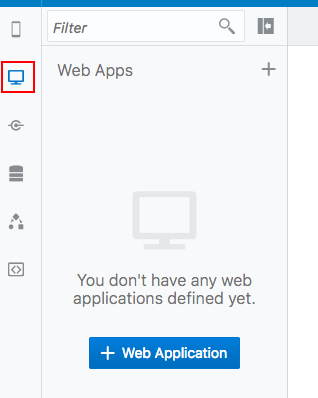 Filter
Web Apps
You don't have any web
applications defined yet.
+ Web Application